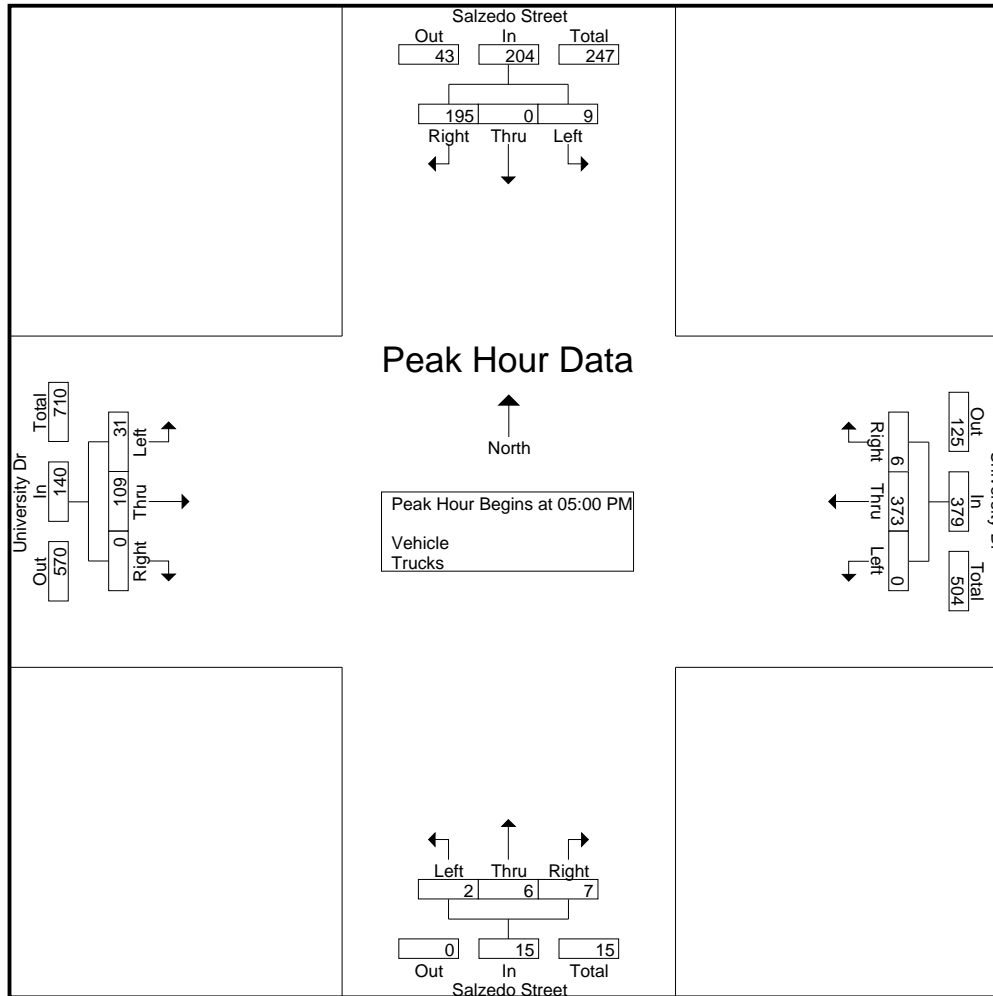 Salzedo Street
Out In Total
43 204 247
195 0 9
Right Thru Left
Peak Hour Data
North
Peak Hour Begins at 05:00 PM
Vehicle
Trucks
University Dr
Out In Total
570 140 710
Left Thru Right
31 109 0
Out In Total
125 379 504
Right Thru Left
6 373 0
Left Thru Right
2 6 7
0 15 15
Out In Total
Salzedo Street